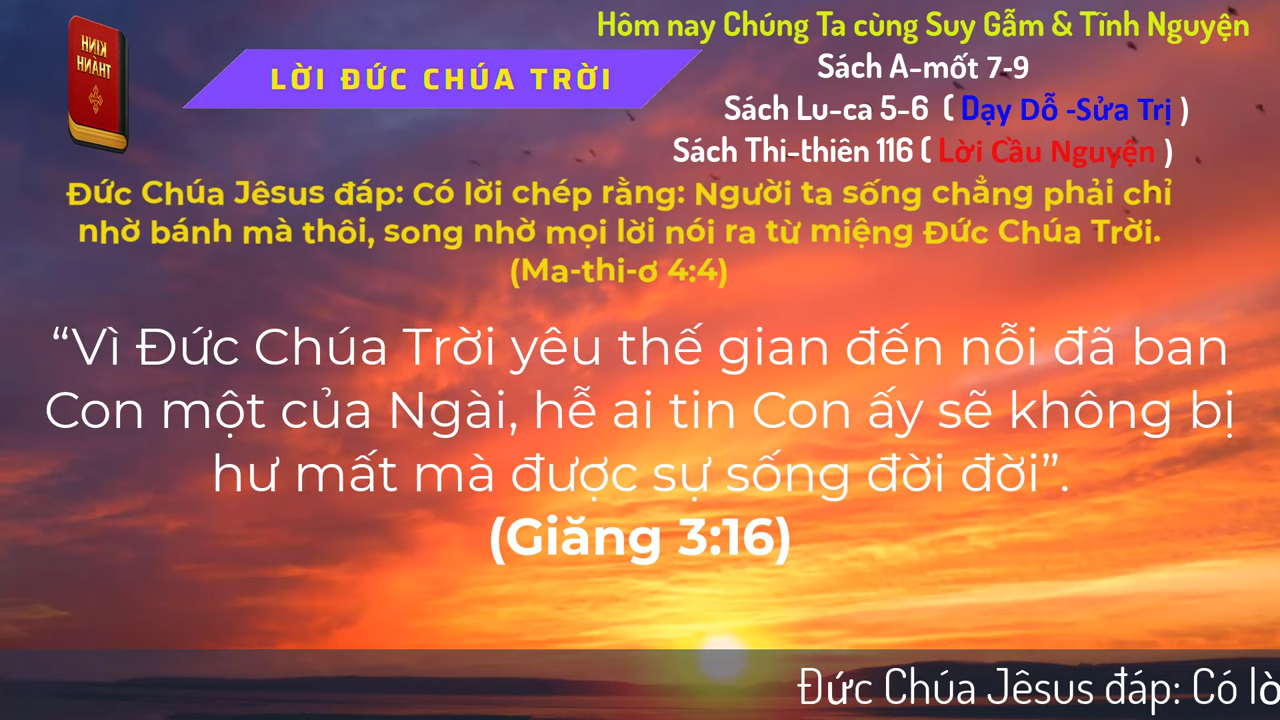 KINH
THÁNH
LỜI ĐỨC CHÚA TRỜI
Hôm nay Chúng Ta cùng Suy Gẫm & Tĩnh Nguyện
Sách A-mốt 7-9
Sách Lu-ca 5-6 ( Dạy Dỗ -Sửa Trị )
Sách Thi-thiên 116 ( Lời Cầu Nguyện )
Đức Chúa Jêsus đáp: Có lời chép rằng: Người ta sống chẳng phải chỉ
nhờ bánh mà thôi, song nhờ mọi lời nói ra từ miệng Đức Chúa Trời.
(Ma-thi-ơ 4:4)
“Vì Đức Chúa Trời yêu thế gian đến nỗi đã ban
Con một của Ngài, hễ ai tin Con ấy sẽ không bị
hư mất mà được sự sống đời đời”.
(Giăng 3:16)
Đức Chúa Jêsus đáp: Có lờ